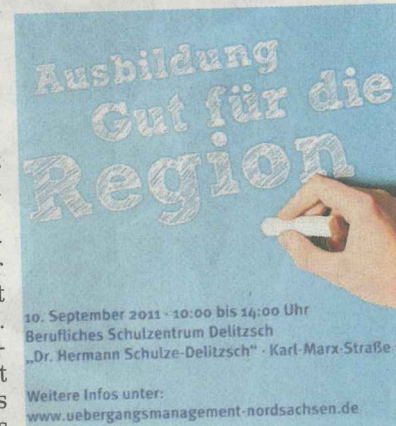 Ausbildung
Gut für die
Region
10. September 2011 · 10:00 bis 14:00 Uhr
Berufliches Schulzentrum Delitzsch
„Dr. Hermann Schulze-Delitzsch“ · Karl-Marx-Straße
Weitere Infos unter:
www.uebergangsmanagement-nordsachsen.de